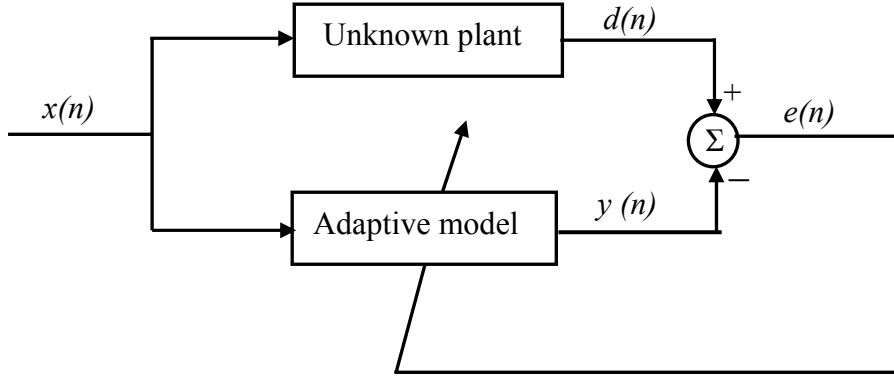 Unknown plant
d(n)
x(n)
+
Σ
e(n)
−
Adaptive model
y (n)